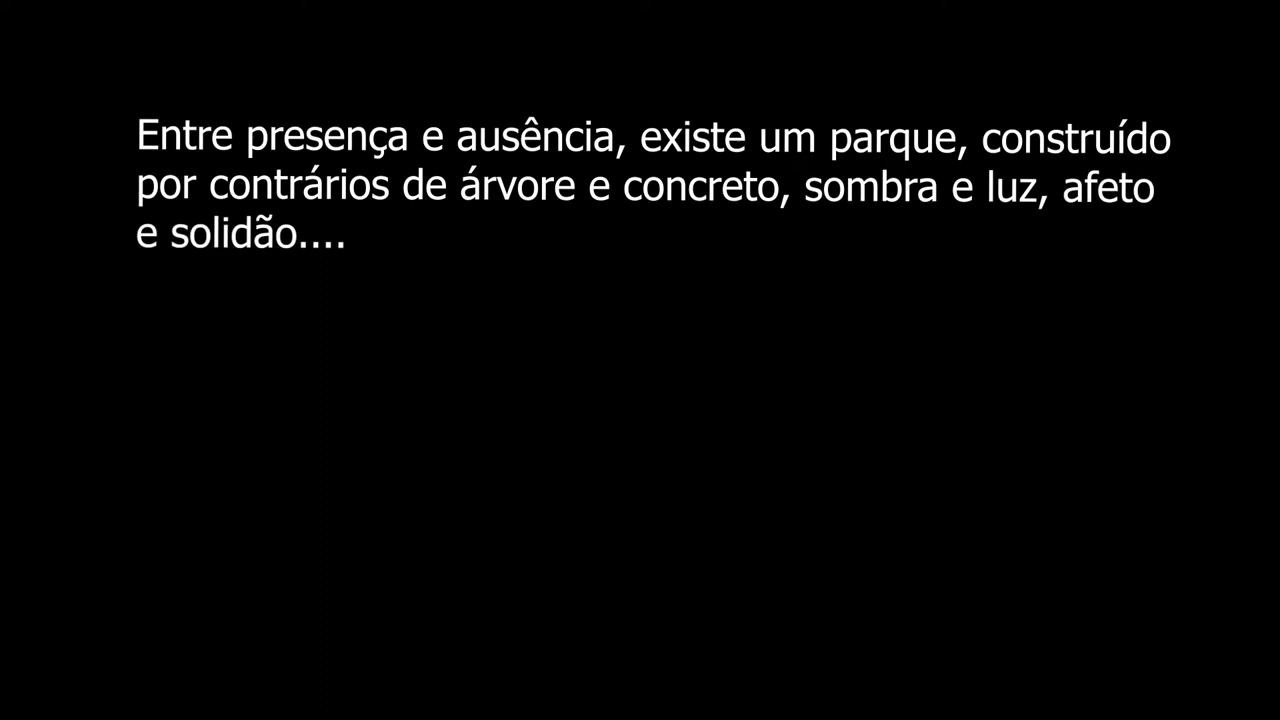 Entre presença e ausência, existe um parque, construído
por contrários de árvore e concreto, sombra e luz, afeto
e solidão....